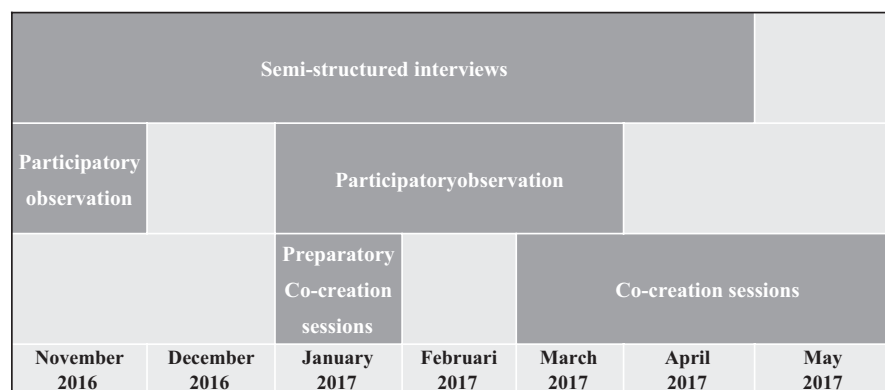 Semi-structured interviews
Participatory
observation
Participatoryobservation
Preparatory
Co-creation
sessions
Co-creation sessions
November
2016
December
2016
January
2017
Februari
2017
March
2017
April
2017
May
2017